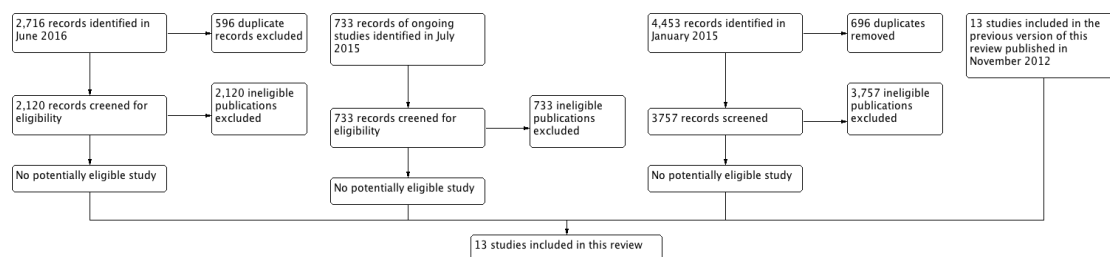 2,716 records identified in
June 2016
596 duplicate
records excluded
2,120 records creened for
eligibility
2,120 ineligible
publications
excluded
No potentially eligible study
733 records of ongoing
studies identified in July
2015
733 records creened for
eligibility
733 ineligible
publications
excluded
No potentially eligible study
4,453 records identified in
January 2015
696 duplicates
removed
3757 records screened
3,757 ineligible
publications
excluded
No potentially eligible study
13 studies included in the
previous version of this
review published in
November 2012
13 studies included in this review